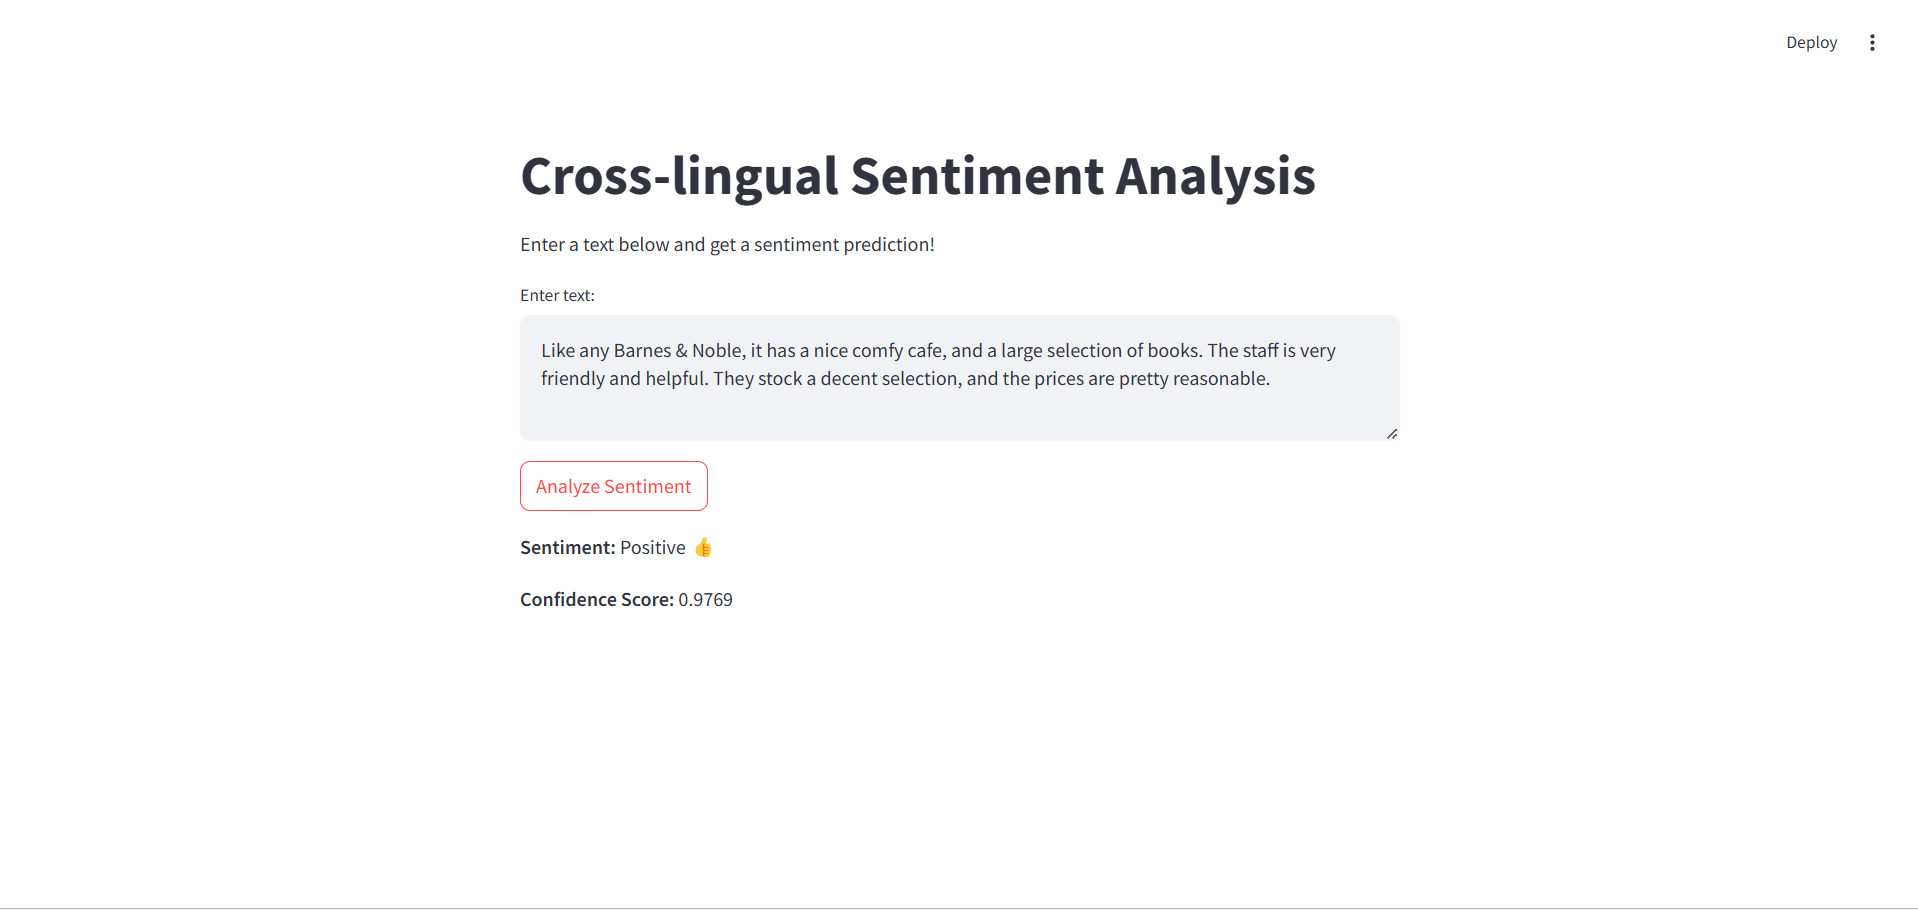 Deploy
Cross-lingual Sentiment Analysis
Enter a text below and get a sentiment prediction!
Enter text:
Like any Barnes & Noble, it has a nice comfy cafe, and a large selection of books. The staff is very
friendly and helpful. They stock a decent selection, and the prices are pretty reasonable.
Analyze Sentiment
Sentiment: Positive 👍
Confidence Score: 0.9769